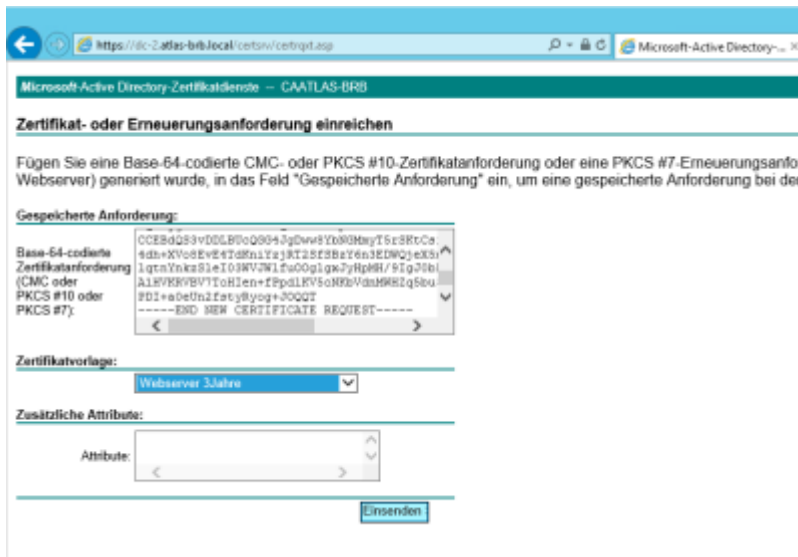 https://dc-2.atlas-brb.local/certsrv/certrqxt.asp
Microsoft-Active Directory-...
Microsoft-Active Directory-Zertifikatdienste -- CAATLAS-BRB
Zertifikat- oder Erneuerungsanforderung einreichen
Fügen Sie eine Base-64-codierte CMC- oder PKCS #10-Zertifikatanforderung oder eine PKCS #7-Erneuerungsanfo
Webserver) generiert wurde, in das Feld "Gespeicherte Anforderung" ein, um eine gespeicherte Anforderung bei der
Gespeicherte Anforderung:
Base-64-codierte
Zertifikatanforderung
(CMC oder
PKCS #10 oder
PKCS #7):
-----END NEW CERTIFICATE REQUEST-----
Zertifikatvorlage:
Webserver 3Jahre
Zusätzliche Attribute:
Attribute:
Einsenden